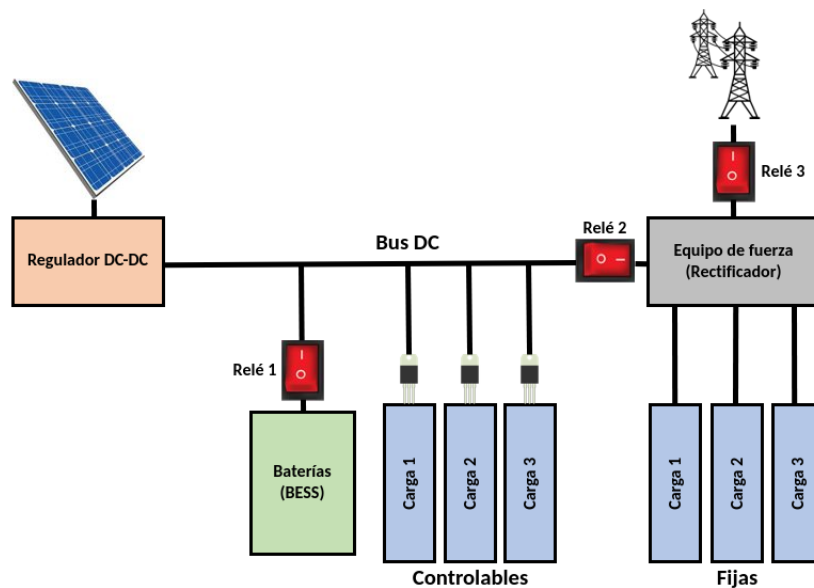 Relé 3
Regulador DC-DC
Bus DC
Relé 2
Equipo de fuerza
(Rectificador)
Relé 1
Baterías
(BESS)
Carga 1
Carga 2
Carga 3
Carga 1
Carga 2
Carga 3
Controlables
Fijas